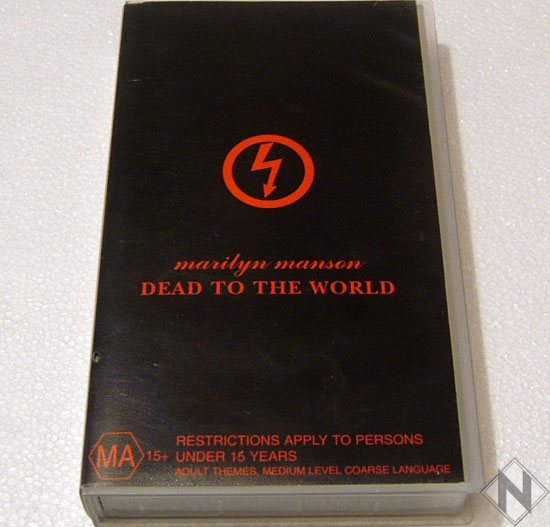 marilyn manson
DEAD TO THE WORLD
MA 15+ RESTRICTIONS APPLY TO PERSONS
UNDER 15 YEARS
ADULT THEMES, MEDIUM LEVEL COARSE LANGUAGE
N